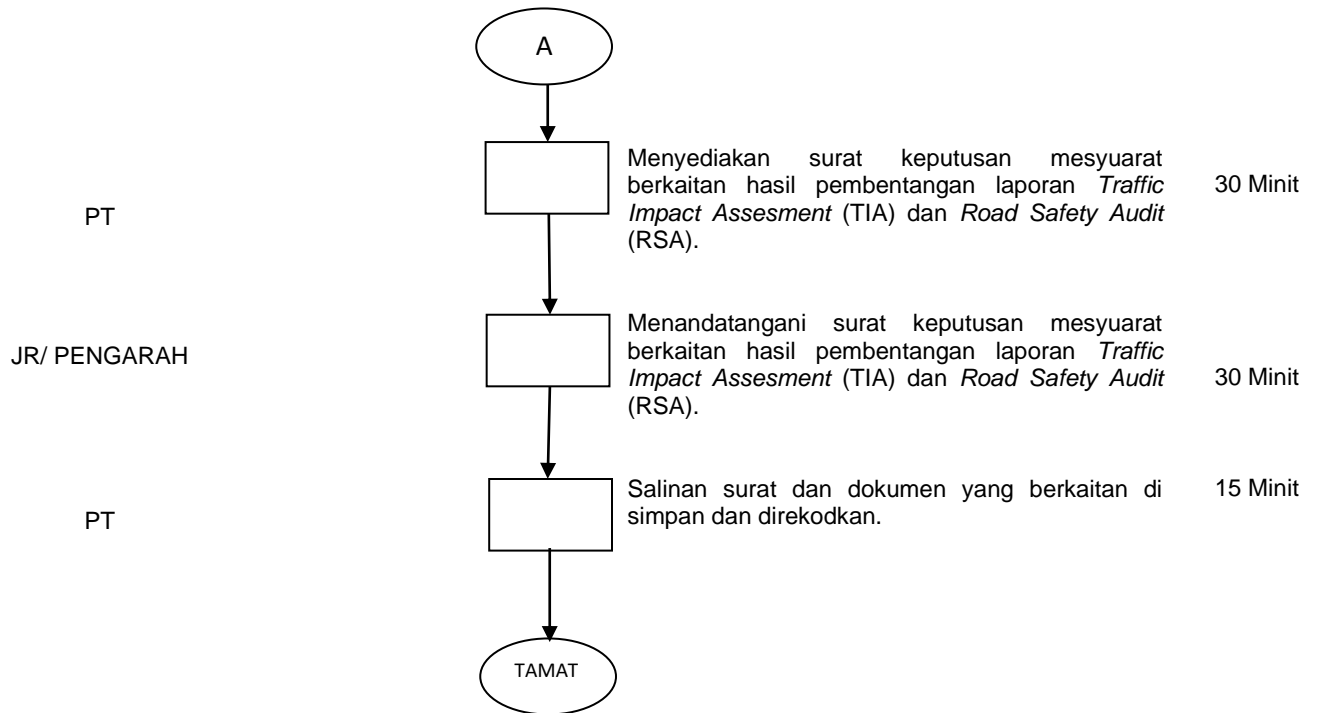 A
PT
Menyediakan surat keputusan mesyuarat
berkaitan hasil pembentangan laporan Traffic
Impact Assesment (TIA) dan Road Safety Audit
(RSA).
30 Minit
JR/ PENGARAH
Menandatangani surat keputusan mesyuarat
berkaitan hasil pembentangan laporan Traffic
Impact Assesment (TIA) dan Road Safety Audit
(RSA).
30 Minit
PT
Salinan surat dan dokumen yang berkaitan di
simpan dan direkodkan.
15 Minit
TAMAT